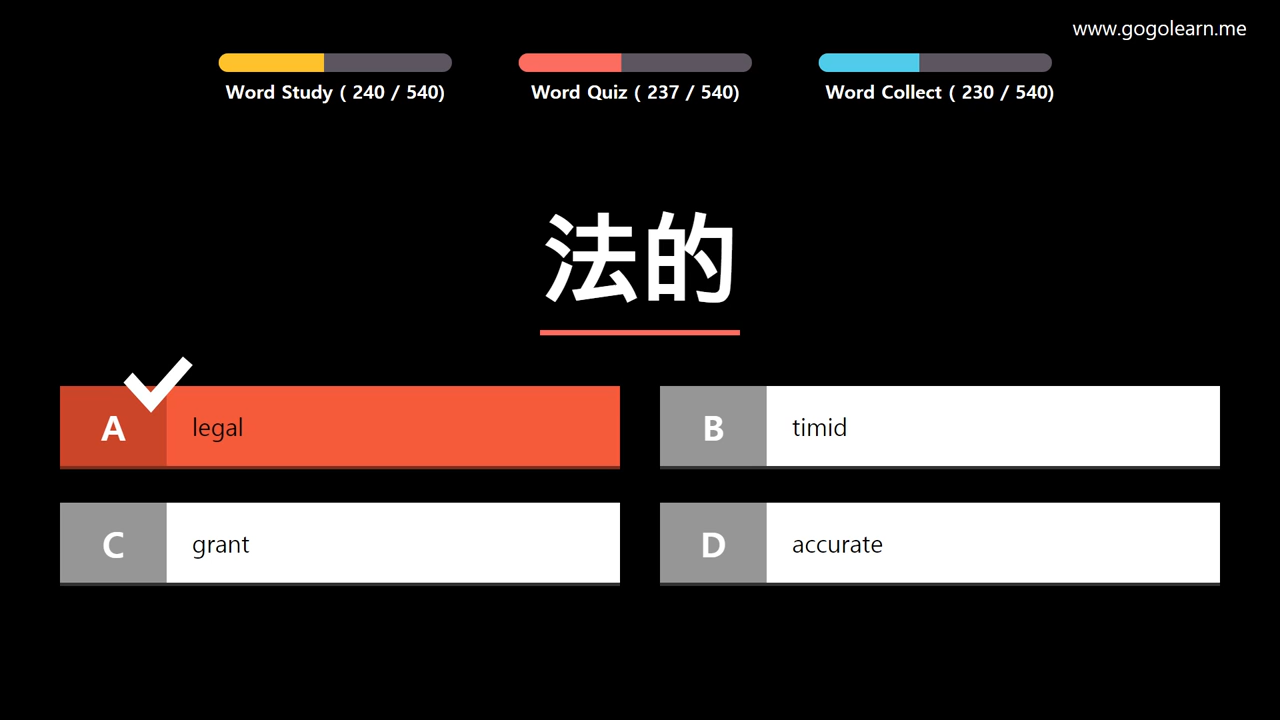 www.gogolearn.me
Word Study ( 240 / 540)
Word Quiz ( 237 / 540)
Word Collect ( 230 / 540)
法的
A legal
B timid
C grant
D accurate